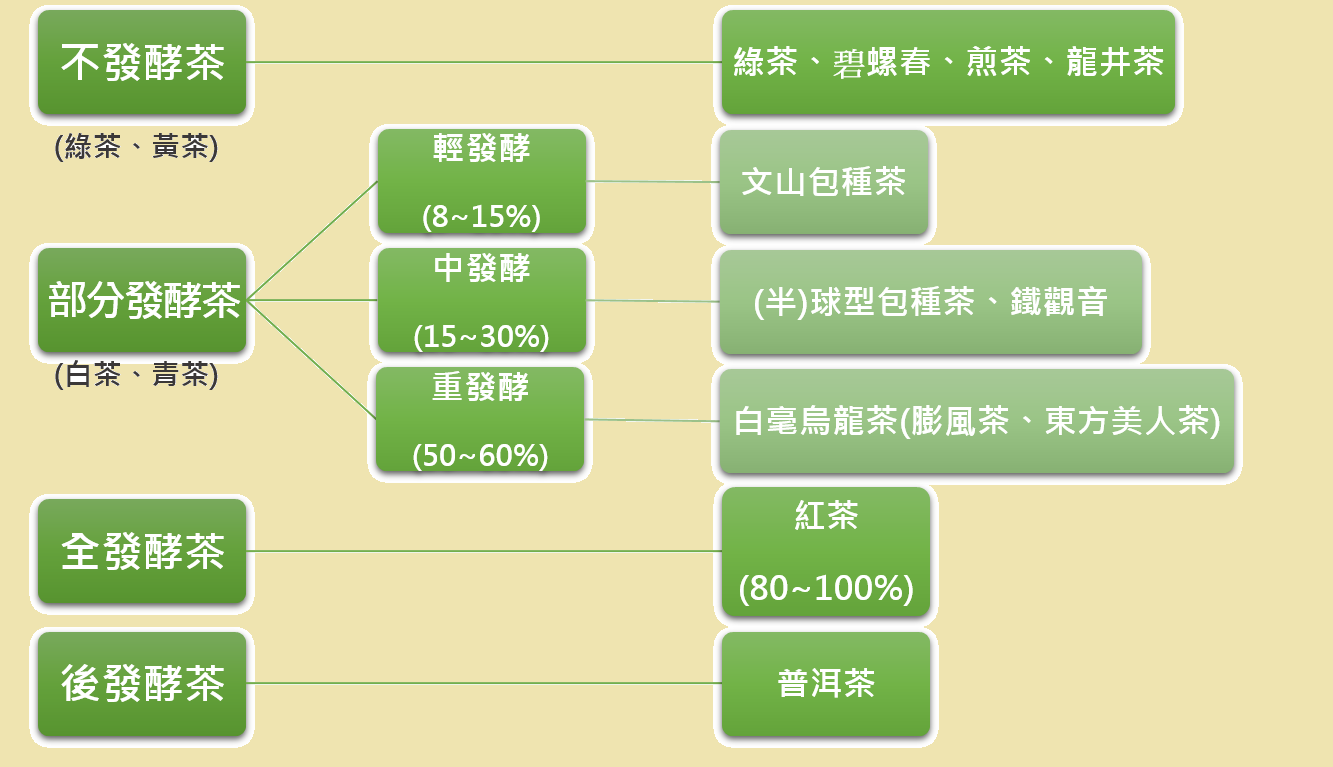 不發酵茶
綠茶、碧螺春、煎茶、龍井茶
(綠茶、黃茶)
輕發酵
(8~15%)
文山包種茶
部分發酵茶
(白茶、青茶)
中發酵
(15~30%)
(半)球型包種茶、鐵觀音
重發酵
(50~60%)
白毫烏龍茶(膨風茶、東方美人茶)
全發酵茶
紅茶
(80~100%)
後發酵茶
普洱茶